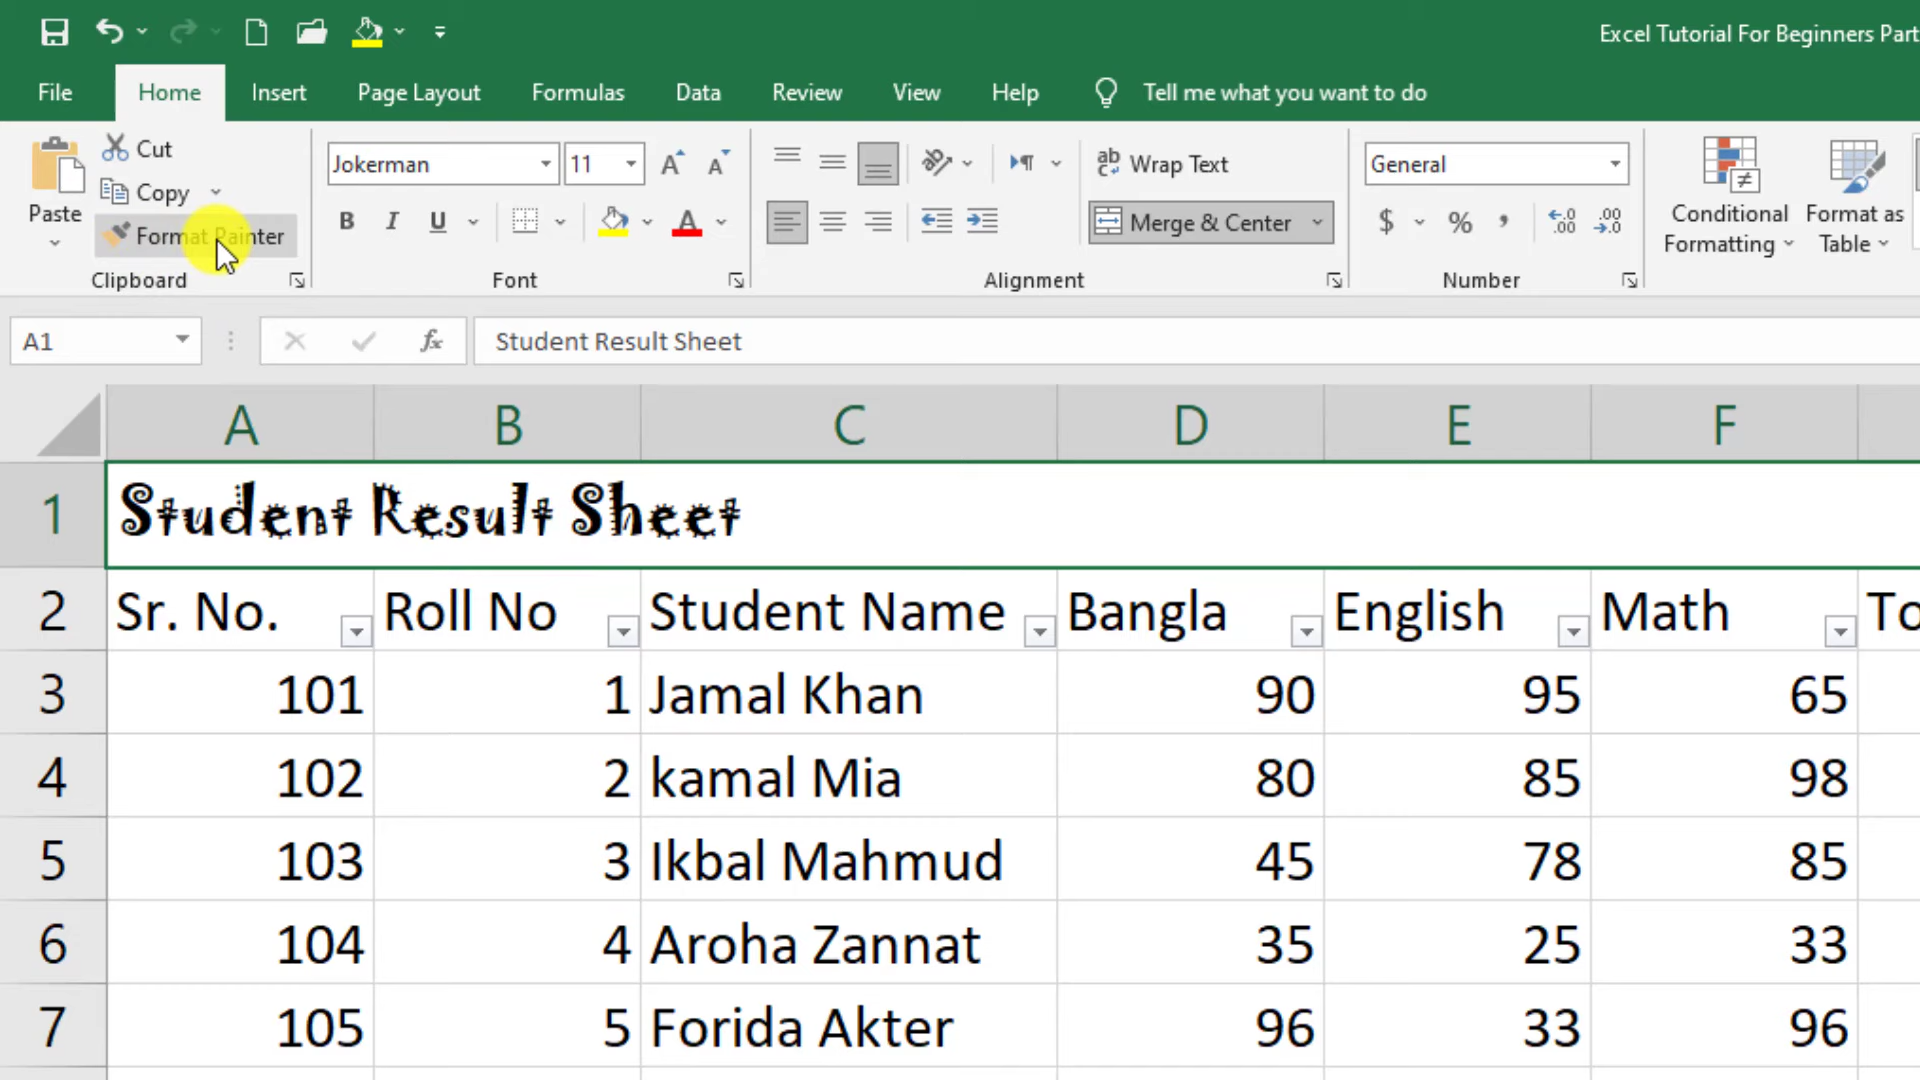 Excel Tutorial For Beginners Part
File Home Insert Page Layout Formulas Data Review View Help Tell me what you want to do
Paste
Cut
Copy
Format Painter
Clipboard
Jokerman 11
B I U A
Font
Wrap Text
Merge & Center
Alignment
General
$ % ,
Number
Conditional
Formatting
Format as
Table
A1 fx Student Result Sheet
A B C D E F
1 Student Result Sheet
2 Sr. No. Roll No Student Name Bangla English Math To
3 101 1 Jamal Khan 90 95 65
4 102 2 kamal Mia 80 85 98
5 103 3 Ikbal Mahmud 45 78 85
6 104 4 Aroha Zannat 35 25 33
7 105 5 Forida Akter 96 33 96